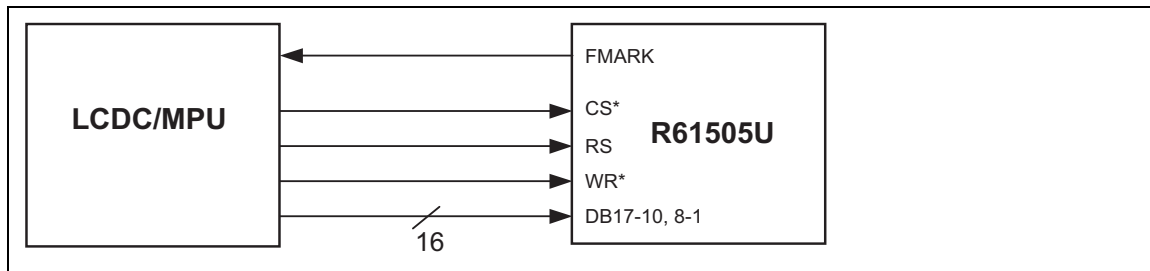 FMARK
LCDC/MPU
CS*
RS
R61505U
WR*
DB17-10, 8-1
16